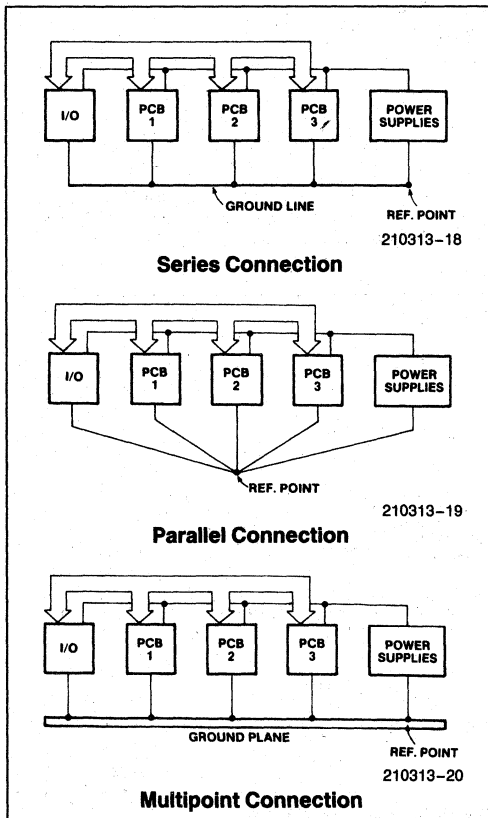 I/O
PCB
1
PCB
2
PCB
3
POWER
SUPPLIES
GROUND LINE
REF. POINT
210313–18
Series Connection
I/O
PCB
1
PCB
2
PCB
3
POWER
SUPPLIES
REF. POINT
210313–19
Parallel Connection
I/O
PCB
1
PCB
2
PCB
3
POWER
SUPPLIES
GROUND PLANE
REF. POINT
210313–20
Multipoint Connection